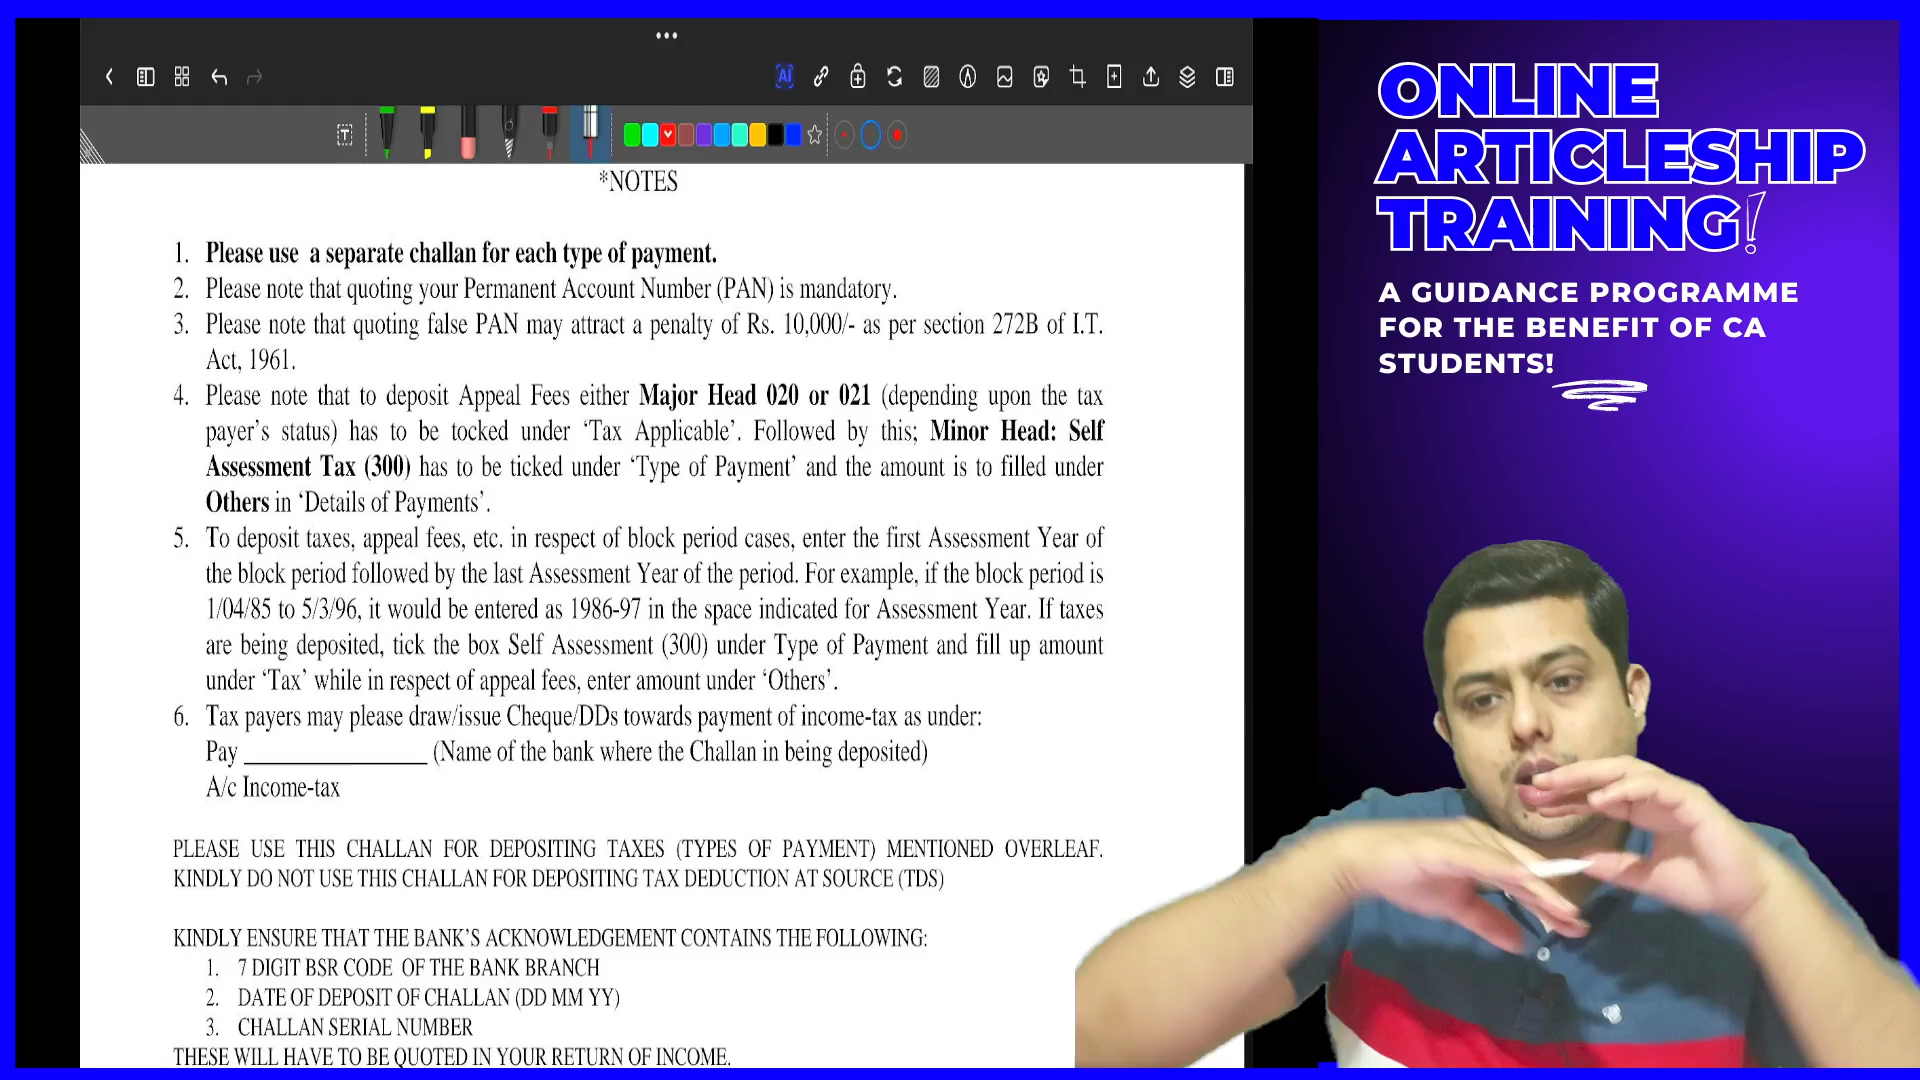 AI
T
*NOTES
1. Please use a separate challan for each type of payment.
2. Please note that quoting your Permanent Account Number (PAN) is mandatory.
3. Please note that quoting false PAN may attract a penalty of Rs. 10,000/- as per section 272B of I.T.
Act, 1961.
4. Please note that to deposit Appeal Fees either Major Head 020 or 021 (depending upon the tax
payer’s status) has to be tocked under ‘Tax Applicable’. Followed by this; Minor Head: Self
Assessment Tax (300) has to be ticked under ‘Type of Payment’ and the amount is to filled under
Others in ‘Details of Payments’.
5. To deposit taxes, appeal fees, etc. in respect of block period cases, enter the first Assessment Year of
the block period followed by the last Assessment Year of the period. For example, if the block period is
1/04/85 to 5/3/96, it would be entered as 1986-97 in the space indicated for Assessment Year. If taxes
are being deposited, tick the box Self Assessment (300) under Type of Payment and fill up amount
under ‘Tax’ while in respect of appeal fees, enter amount under ‘Others’.
6. Tax payers may please draw/issue Cheque/DDs towards payment of income-tax as under:
Pay _________________ (Name of the bank where the Challan in being deposited)
A/c Income-tax
PLEASE USE THIS CHALLAN FOR DEPOSITING TAXES (TYPES OF PAYMENT) MENTIONED OVERLEAF.
KINDLY DO NOT USE THIS CHALLAN FOR DEPOSITING TAX DEDUCTION AT SOURCE (TDS)
KINDLY ENSURE THAT THE BANK’S ACKNOWLEDGEMENT CONTAINS THE FOLLOWING:
1. 7 DIGIT BSR CODE OF THE BANK BRANCH
2. DATE OF DEPOSIT OF CHALLAN (DD MM YY)
3. CHALLAN SERIAL NUMBER
THESE WILL HAVE TO BE QUOTED IN YOUR RETURN OF INCOME.
ONLINE
ARTICLESHIP
TRAINING!
A GUIDANCE PROGRAMME
FOR THE BENEFIT OF CA
STUDENTS!